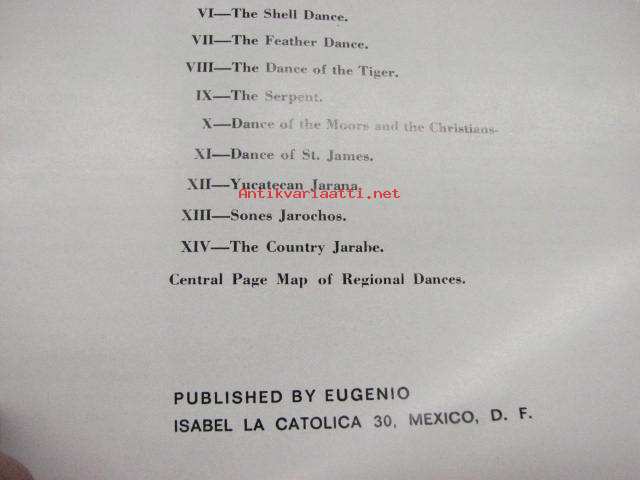 VI—The Shell Dance.
VII—The Feather Dance.
VIII—The Dance of the Tiger.
IX—The Serpent.
X—Dance of the Moors and the Christians-
XI—Dance of St. James.
XII—Yucatecan Jarana.
Antikvariaatti.net
XIII—Sones Jarochos.
XIV—The Country Jarabe.
Central Page Map of Regional Dances.
PUBLISHED BY EUGENIO
ISABEL LA CATOLICA 30, MEXICO, D. F.